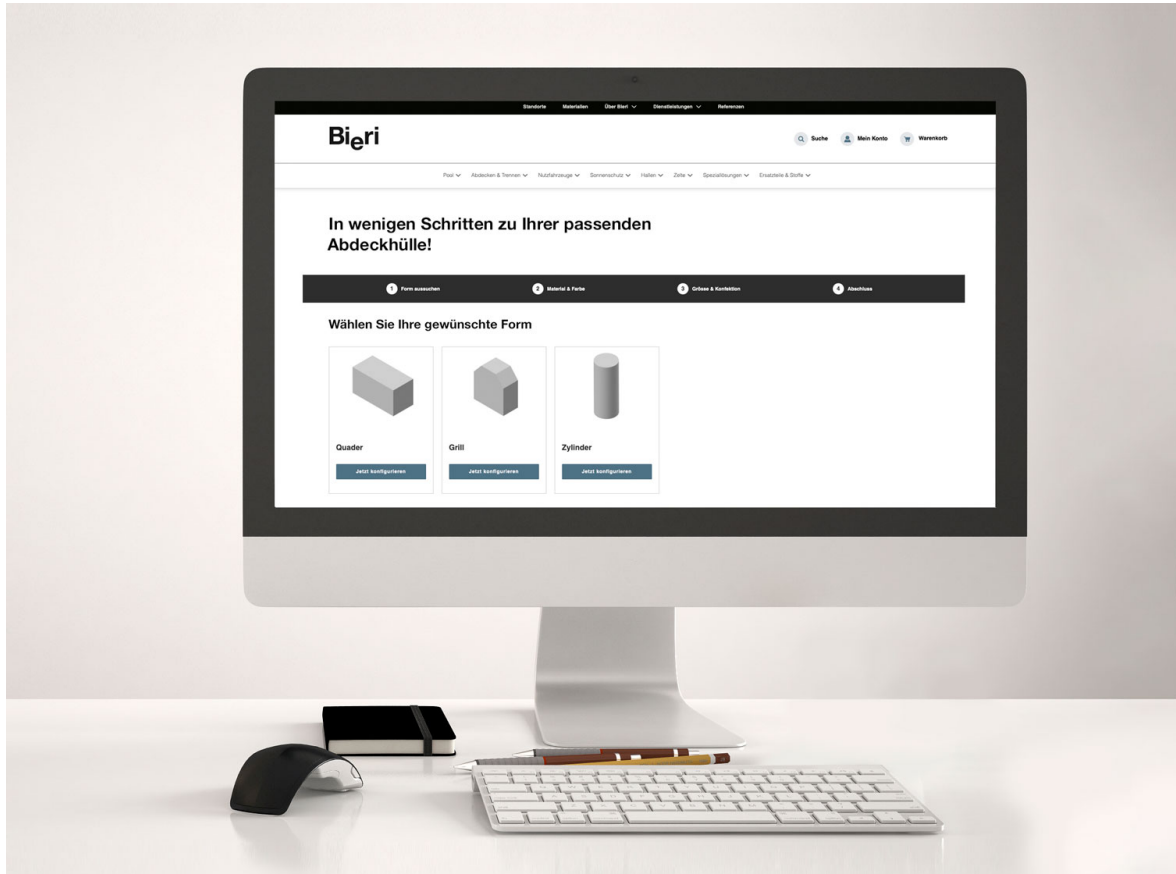 Standorte Materialien Über Bieri Dienstleistungen Referenzen
Bieri
Suche Mein Konto Warenkorb
Pool Abdecken & Trennen Nutzfahrzeuge Sonnenschutz Hallen Zelte Speziallösungen Ersatzteile & Stoffe
In wenigen Schritten zu Ihrer passenden
Abdeckhülle!
1 Form aussuchen 2 Material & Farbe 3 Grösse & Konfektion 4 Abschluss
Wählen Sie Ihre gewünschte Form
Quader Grill Zylinder
Jetzt konfigurieren Jetzt konfigurieren Jetzt konfigurieren